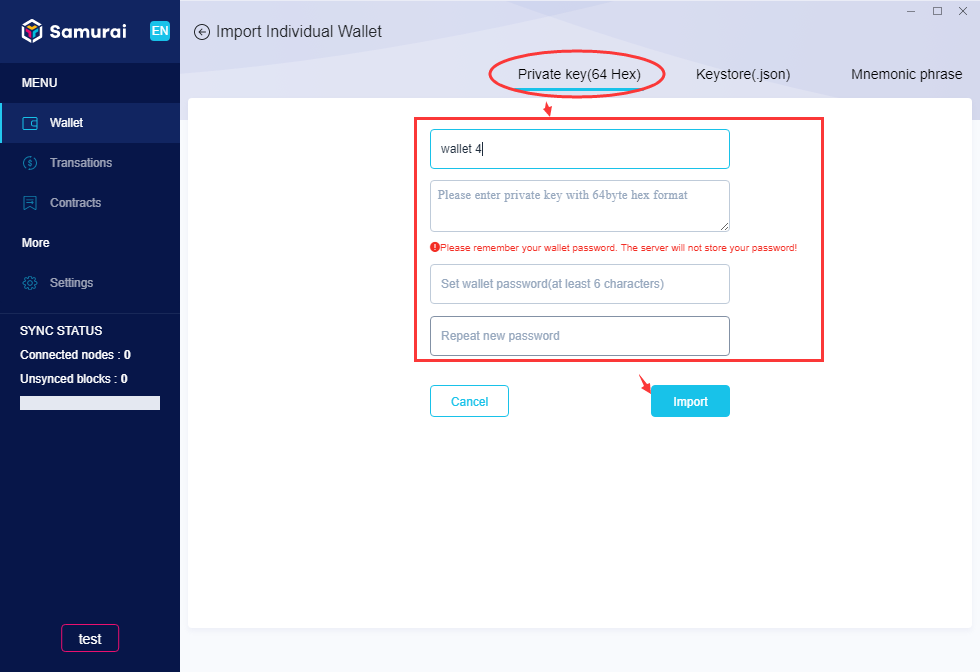 Samurai
EN
Import Individual Wallet
MENU
Private key(64 Hex)
Keystore(.json)
Mnemonic phrase
Wallet
Transations
Contracts
More
Settings
wallet 4
Please enter private key with 64byte hex format
Please remember your wallet password. The server will not store your password!
Set wallet password(at least 6 characters)
Repeat new password
Cancel
Import
SYNC STATUS
Connected nodes : 0
Unsynced blocks : 0
test